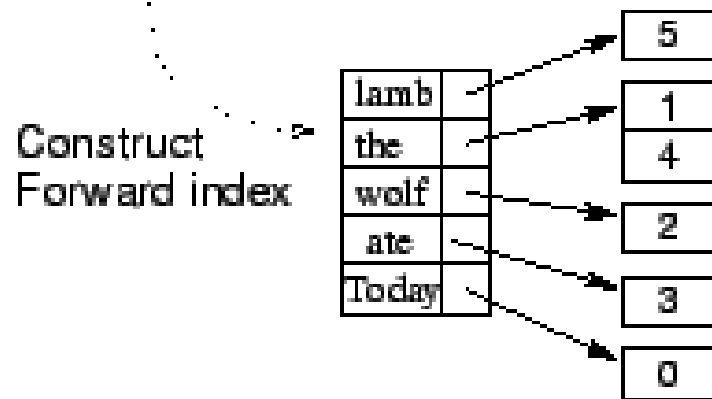 Construct
Forward index
lamb
the
wolf
ate
Today
5
1
4
2
3
0